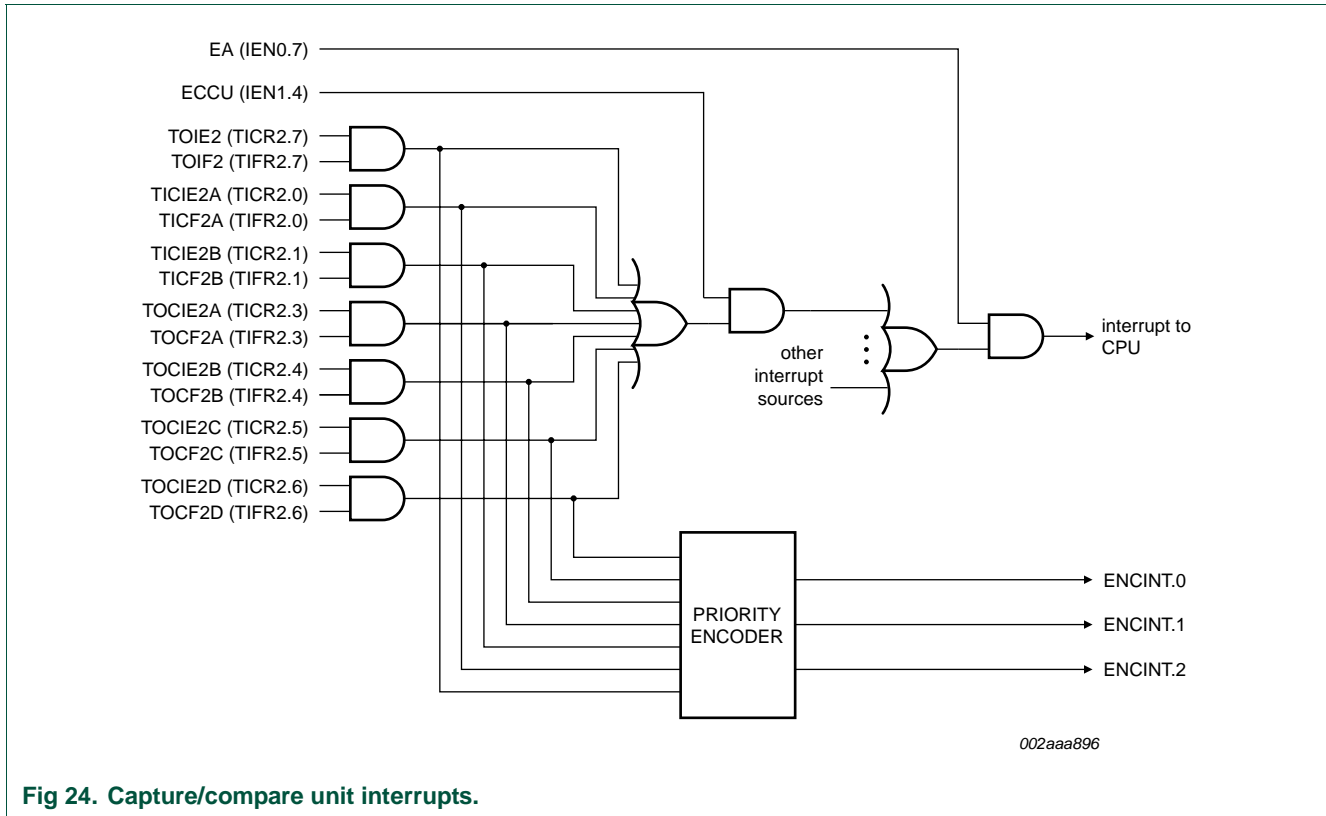 EA (IEN0.7)
ECCU (IEN1.4)
TOIE2 (TICR2.7)
TOIF2 (TIFR2.7)
TICIE2A (TICR2.0)
TICF2A (TIFR2.0)
TICIE2B (TICR2.1)
TICF2B (TIFR2.1)
TOCIE2A (TICR2.3)
TOCF2A (TIFR2.3)
TOCIE2B (TICR2.4)
TOCF2B (TIFR2.4)
TOCIE2C (TICR2.5)
TOCF2C (TIFR2.5)
TOCIE2D (TICR2.6)
TOCF2D (TIFR2.6)
other
interrupt
sources
interrupt to
CPU
PRIORITY
ENCODER
ENCINT.0
ENCINT.1
ENCINT.2
002aaa896
Fig 24. Capture/compare unit interrupts.